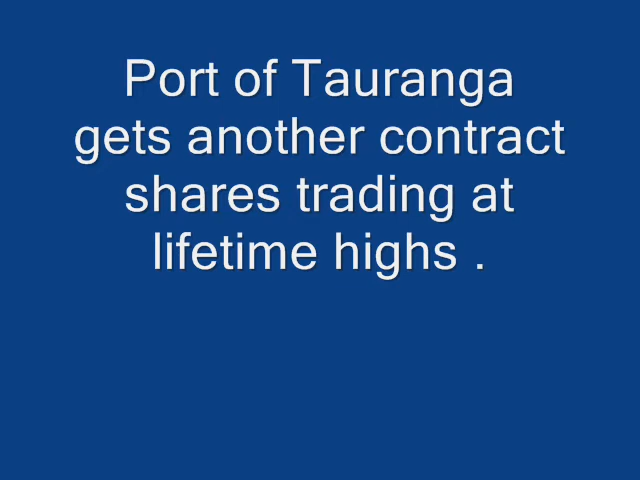 Port of Tauranga
gets another contract
shares trading at
lifetime highs .